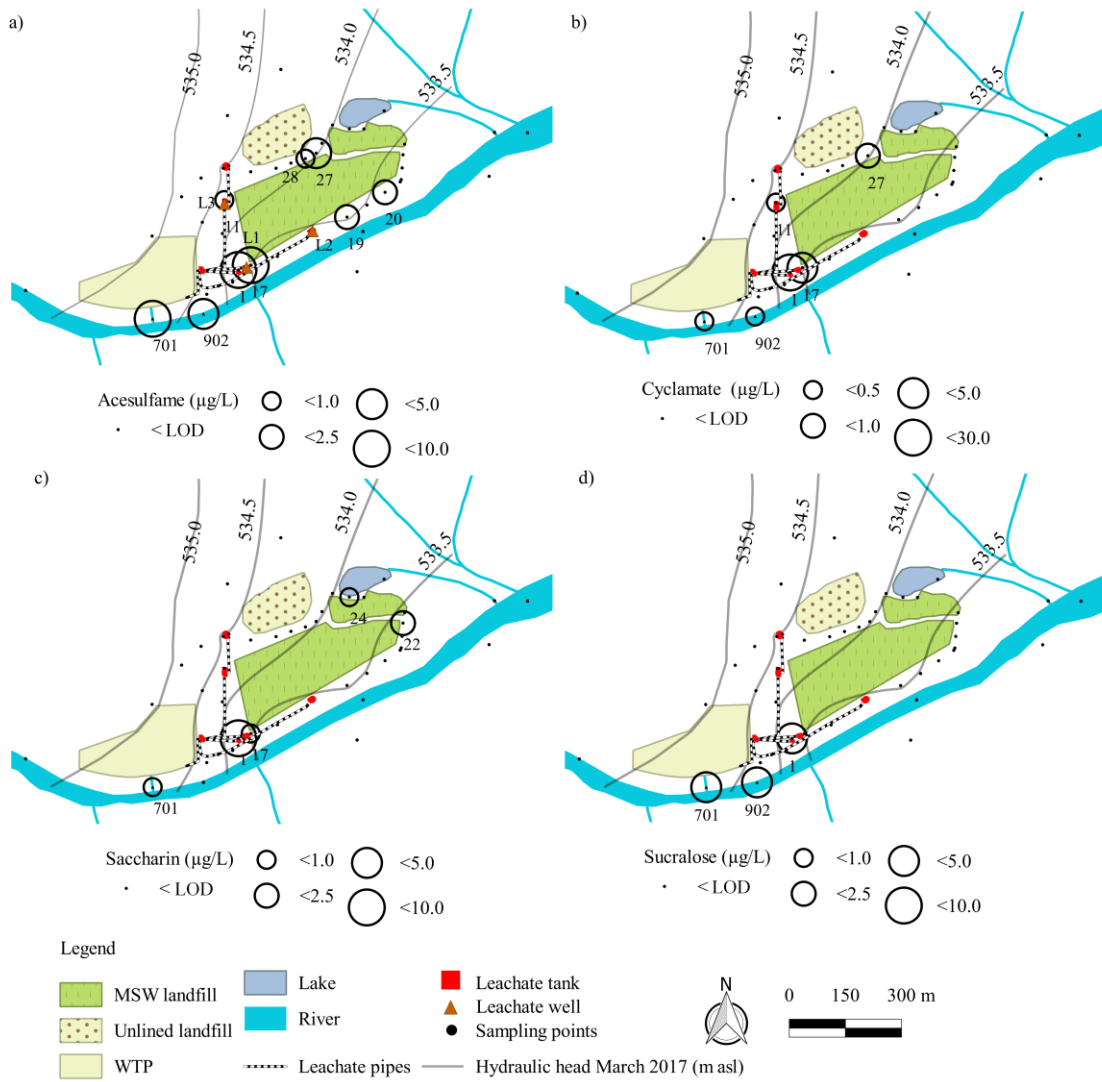 a)
535.0
534.5
534.0
533.5
28
27
L3
11
L1
L2
20
19
1
17
701
902
Acesulfame (µg/L)
<1.0
<5.0
< LOD
<2.5
<10.0
b)
535.0
534.5
534.0
533.5
27
11
1
17
701
902
Cyclamate (µg/L)
<0.5
<5.0
< LOD
<1.0
<30.0
c)
535.0
534.5
534.0
533.5
24
22
1
17
701
Saccharin (µg/L)
<1.0
<5.0
< LOD
<2.5
<10.0
d)
535.0
534.5
534.0
533.5
1
701
902
Sucralose (µg/L)
<1.0
<5.0
< LOD
<2.5
<10.0
Legend
MSW landfill
Unlined landfill
WTP
Lake
River
Leachate pipes
Leachate tank
Leachate well
Sampling points
Hydraulic head March 2017 (m asl)
N
0 150 300 m